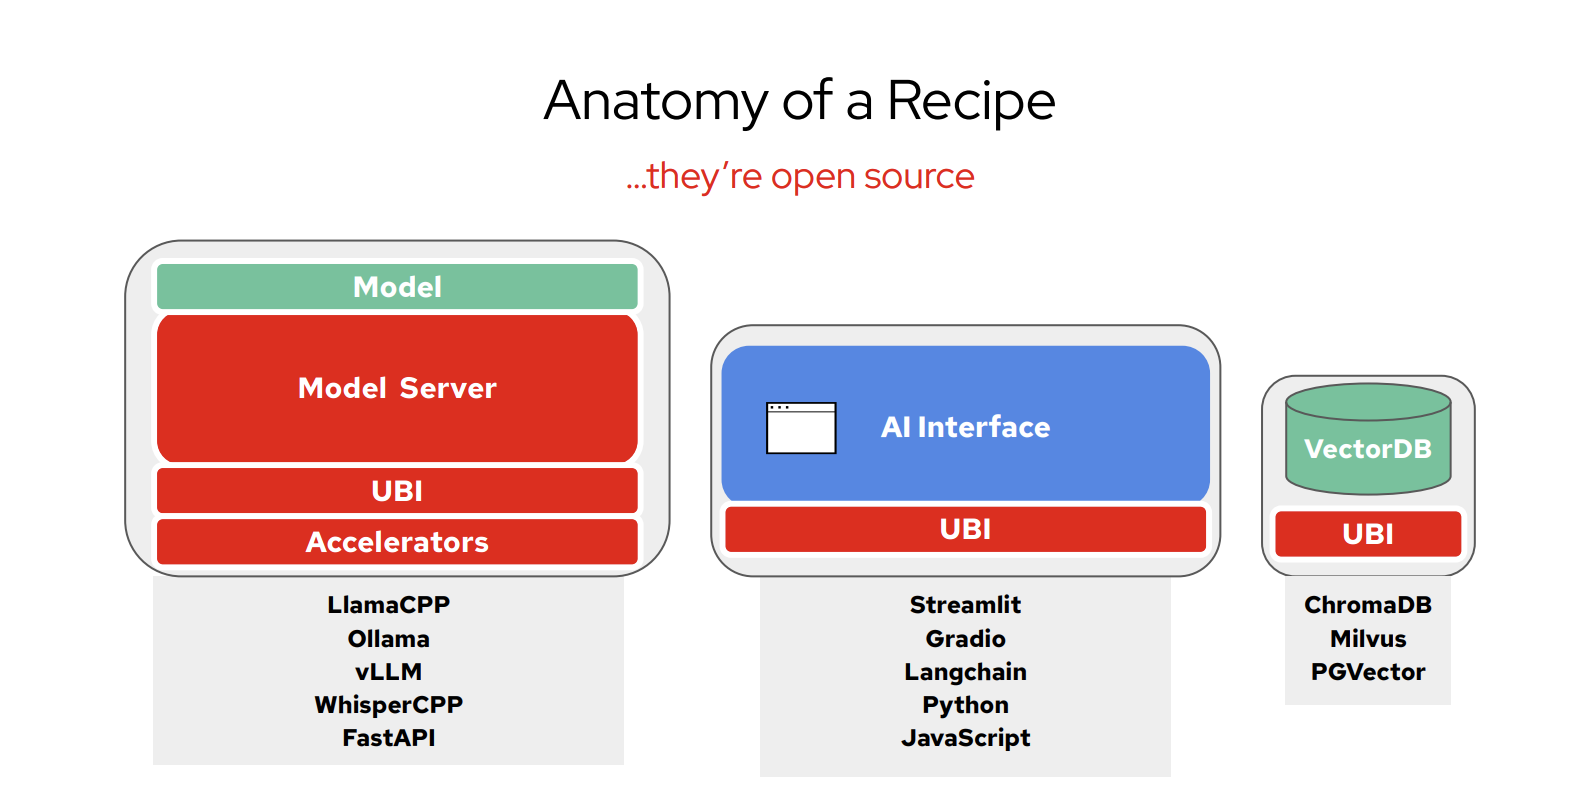 Anatomy of a Recipe
...they're open source
Model
Model Server
UBI
Accelerators
LlamaCPP
Ollama
vLLM
WhisperCPP
FastAPI
AI Interface
UBI
Streamlit
Gradio
Langchain
Python
JavaScript
VectorDB
UBI
ChromaDB
Milvus
PGVector